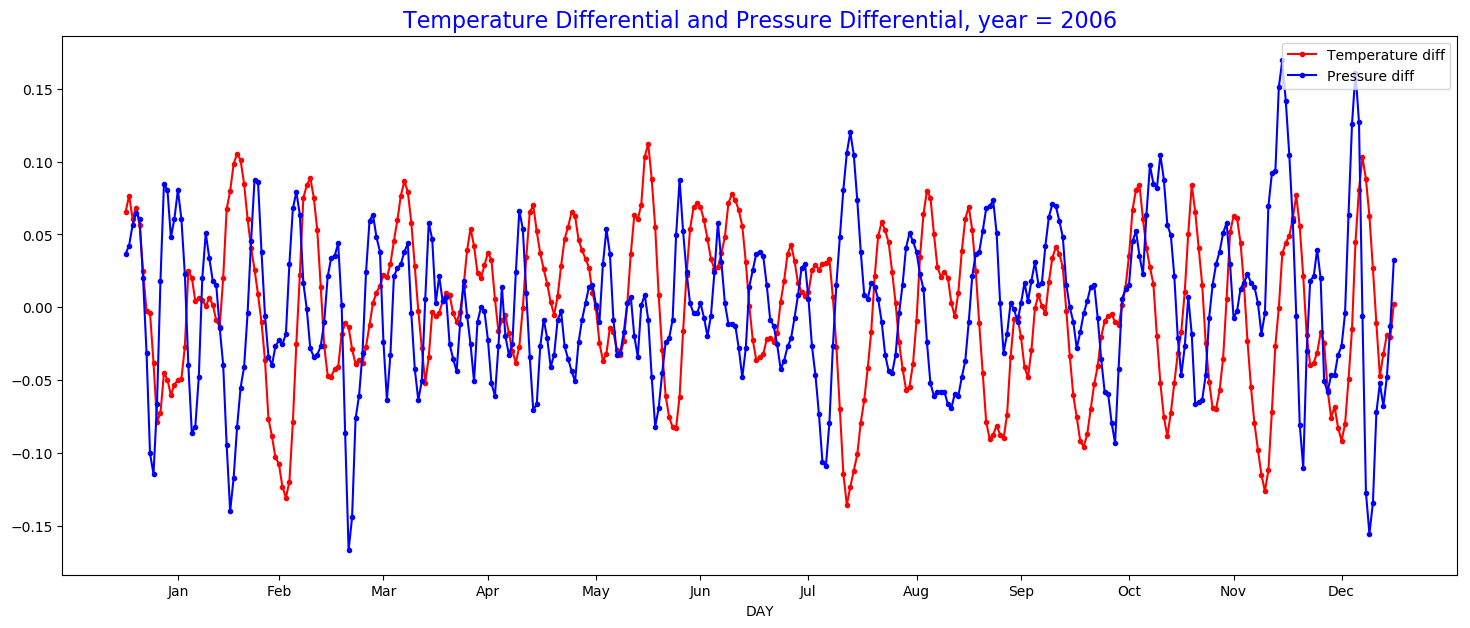 Temperature Differential and Pressure Differential, year = 2006
Temperature diff
Pressure diff
0.15
0.10
0.05
0.00
−0.05
−0.10
−0.15
Jan Feb Mar Apr May Jun Jul Aug Sep Oct Nov Dec
DAY